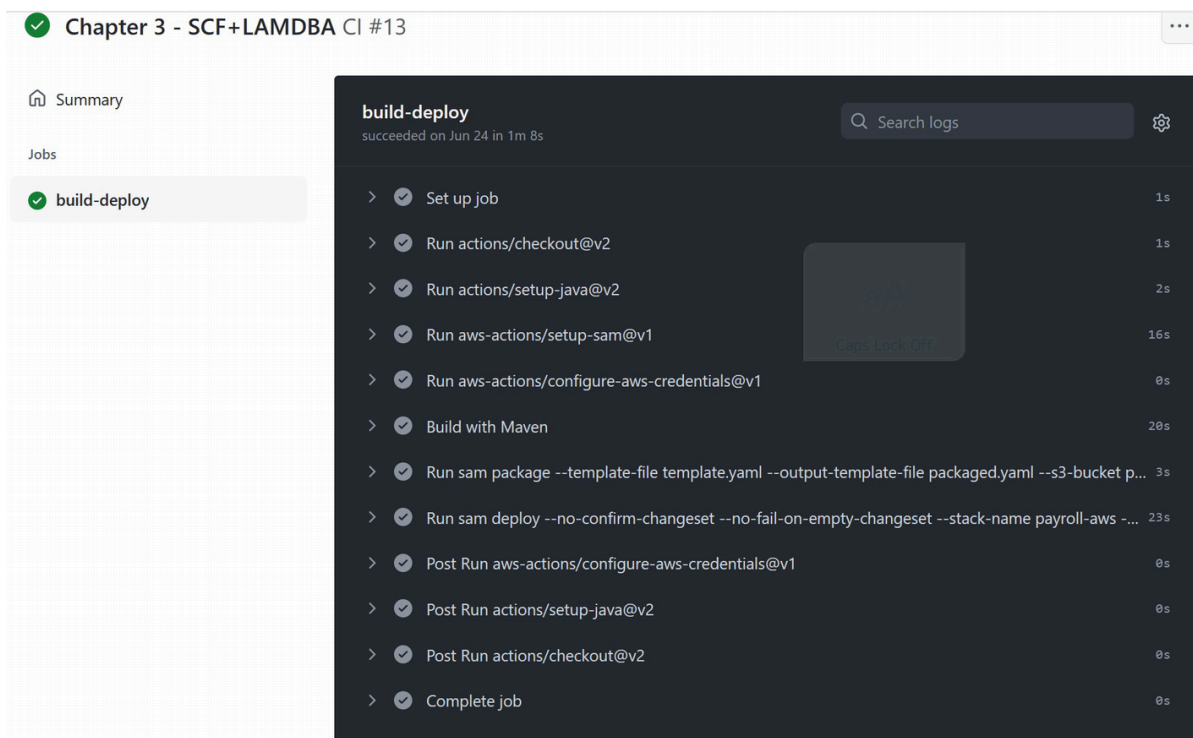 Chapter 3 - SCF+LAMDBA CI #13
...
Summary
Jobs
build-deploy
build-deploy
succeeded on Jun 24 in 1m 8s
Search logs
Set up job 1s
Run actions/checkout@v2 1s
Run actions/setup-java@v2 2s
Run aws-actions/setup-sam@v1 16s
Run aws-actions/configure-aws-credentials@v1 0s
Build with Maven 20s
Run sam package --template-file template.yaml --output-template-file packaged.yaml --s3-bucket p... 3s
Run sam deploy --no-confirm-changeset --no-fail-on-empty-changeset --stack-name payroll-aws -... 23s
Post Run aws-actions/configure-aws-credentials@v1 0s
Post Run actions/setup-java@v2 0s
Post Run actions/checkout@v2 0s
Complete job 0s
Caps Lock Off